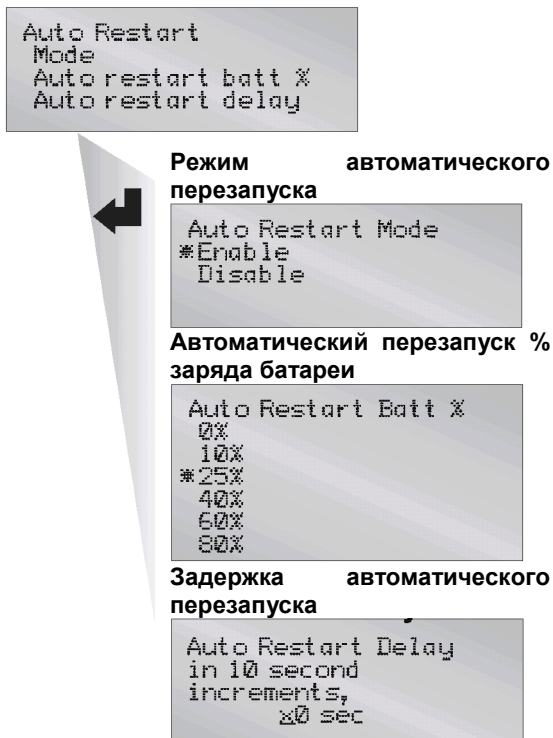 Auto Restart
Mode
Auto restart batt %
Auto restart delay
Режим автоматического
перезапуска
Auto Restart Mode
*Enable
Disable
Автоматический перезапуск %
заряда батареи
Auto Restart Batt %
0%
10%
*25%
40%
60%
80%
Задержка автоматического
перезапуска
Auto Restart Delay
in 10 second
increments,
x0 sec